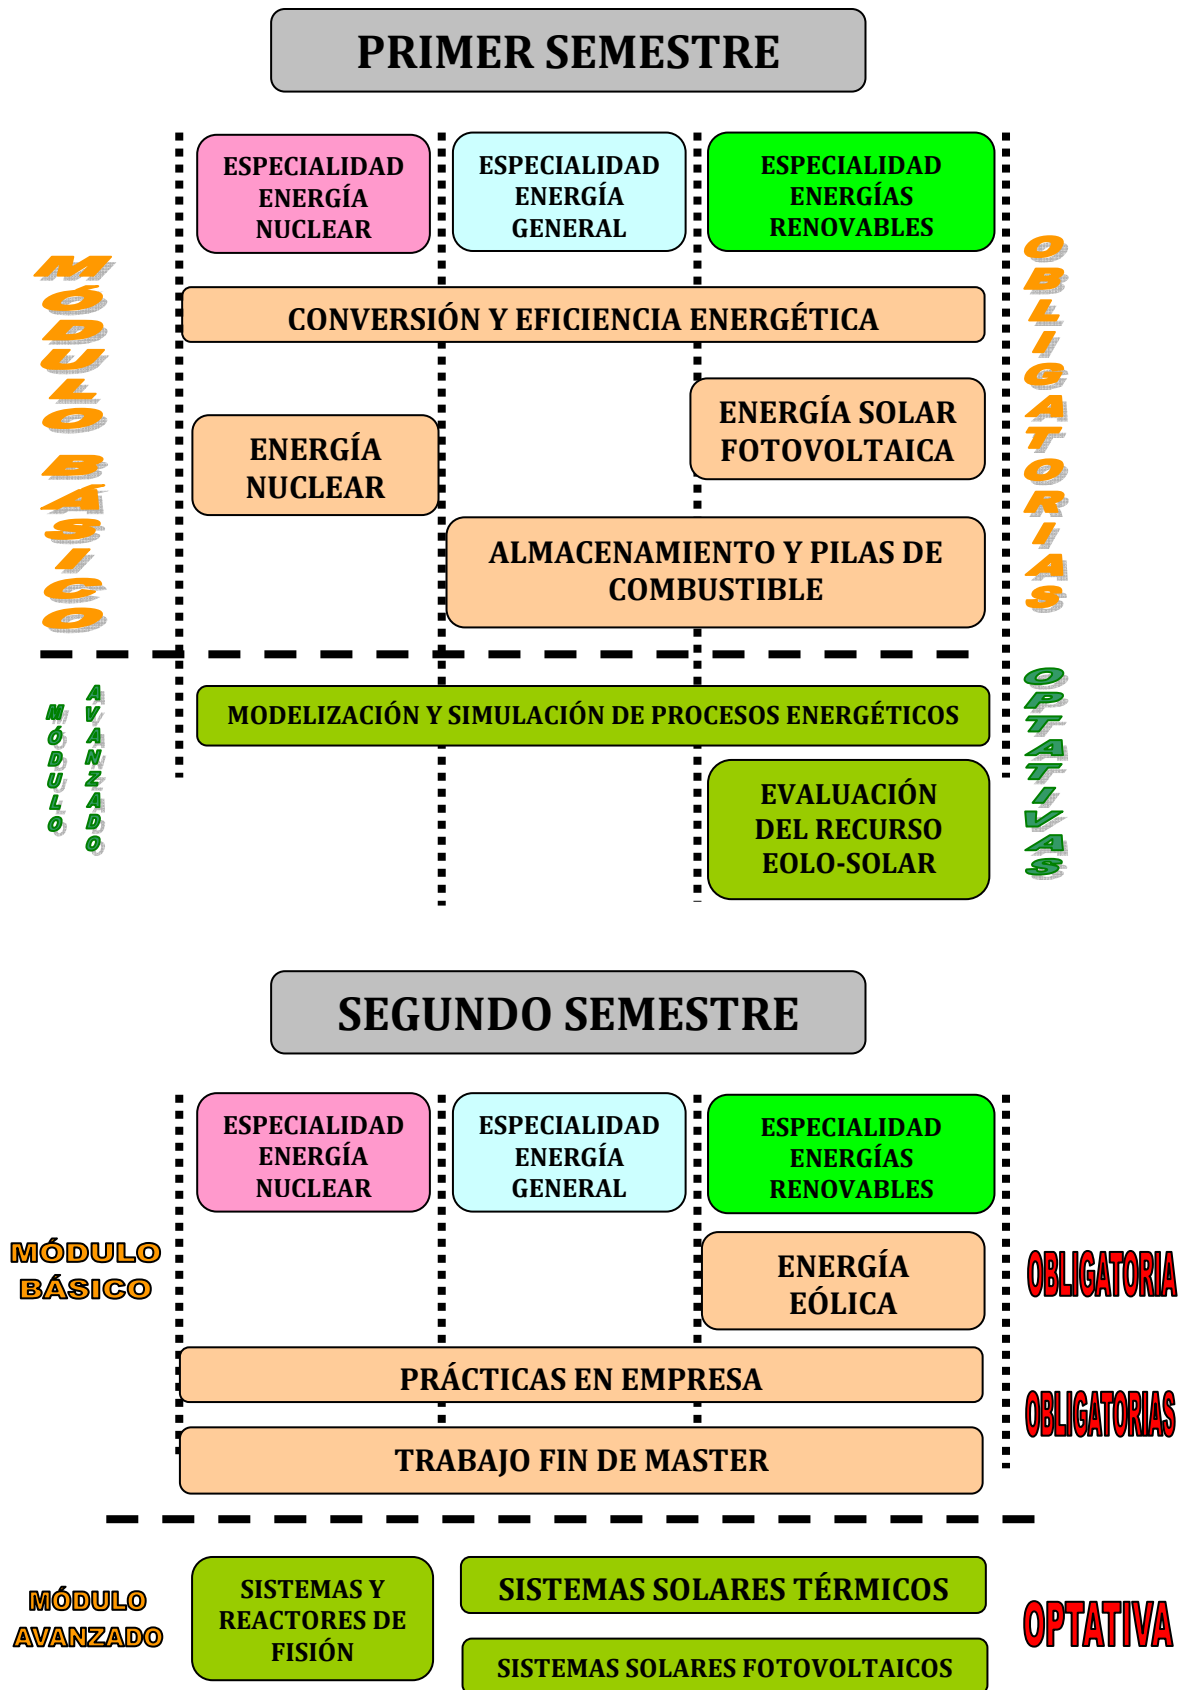 PRIMER SEMESTRE
ESPECIALIDAD
ENERGÍA
NUCLEAR
ESPECIALIDAD
ENERGÍA
GENERAL
ESPECIALIDAD
ENERGÍAS
RENOVABLES
MÓDULO BÁSICO
OBLIGATORIAS
CONVERSIÓN Y EFICIENCIA ENERGÉTICA
ENERGÍA
NUCLEAR
ENERGÍA SOLAR
FOTOVOLTAICA
ALMACENAMIENTO Y PILAS DE
COMBUSTIBLE
MÓDULO
AVANZADO
OPTATIVAS
MODELIZACIÓN Y SIMULACIÓN DE PROCESOS ENERGÉTICOS
EVALUACIÓN
DEL RECURSO
EOLO-SOLAR
SEGUNDO SEMESTRE
ESPECIALIDAD
ENERGÍA
NUCLEAR
ESPECIALIDAD
ENERGÍA
GENERAL
ESPECIALIDAD
ENERGÍAS
RENOVABLES
MÓDULO
BÁSICO
ENERGÍA
EÓLICA
OBLIGATORIA
PRÁCTICAS EN EMPRESA
OBLIGATORIAS
TRABAJO FIN DE MASTER
MÓDULO
AVANZADO
SISTEMAS Y
REACTORES DE
FISIÓN
SISTEMAS SOLARES TÉRMICOS
OPTATIVA
SISTEMAS SOLARES FOTOVOLTAICOS